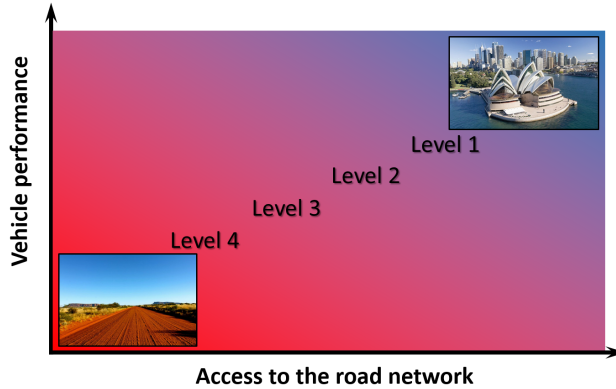 Vehicle performance
Level 1
Level 2
Level 3
Level 4
Access to the road network